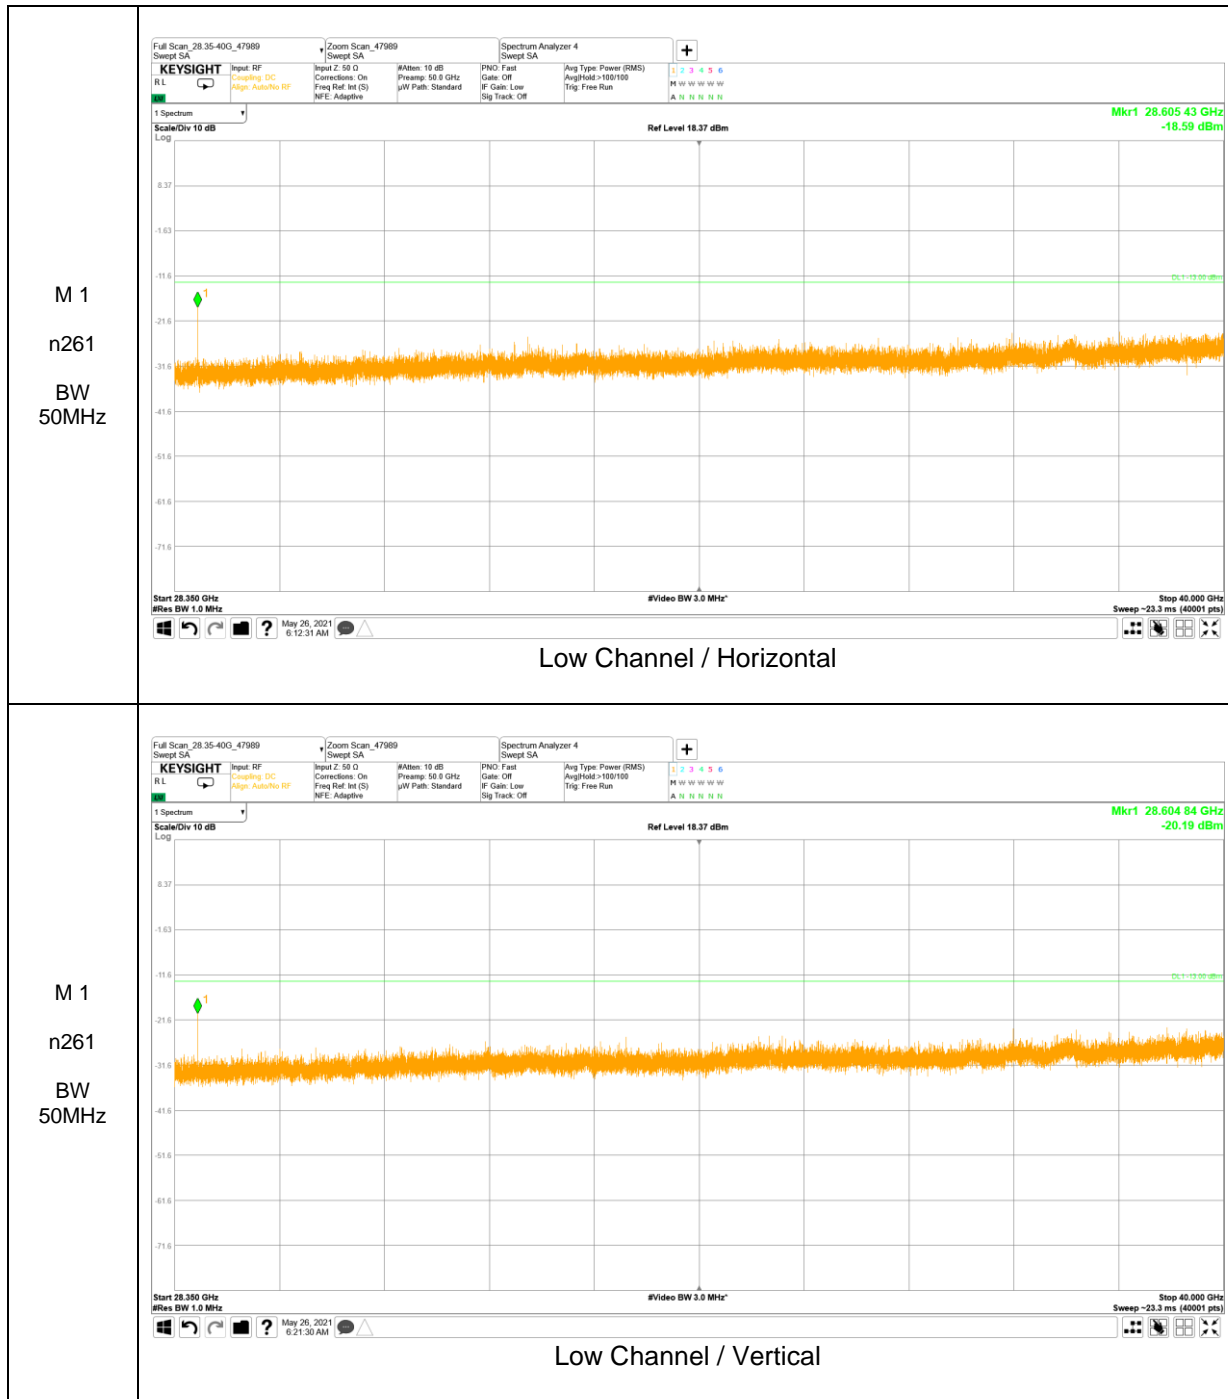 M 1
n261
BW
50MHz
Full Scan_28.35-40G_47989
Swept SA
Zoom Scan_47989
Swept SA
Spectrum Analyzer 4
Swept SA
+
KEYSIGHT
R L
Input: RF
Coupling: DC
Align: Auto/No RF
Input Z: 50 Ω
Corrections: On
Freq Ref: Int (S)
NFE: Adaptive
#Atten: 10 dB
Preamp: 50.0 GHz
µW Path: Standard
PNO: Fast
Gate: Off
IF Gain: Low
Sig Track: Off
Avg Type: Power (RMS)
Avg|Hold:>100/100
Trig: Free Run
1 2 3 4 5 6
M W W W W W
A N N N N N
1 Spectrum
Scale/Div 10 dB
Log
Ref Level 18.37 dBm
Mkr1 28.605 43 GHz
-18.59 dBm
8.37
-1.63
-11.6
DL1 -13.00 dBm
1
-21.6
-31.6
-41.6
-51.6
-61.6
-71.6
Start 28.350 GHz
#Res BW 1.0 MHz
#Video BW 3.0 MHz*
Stop 40.000 GHz
Sweep ~23.3 ms (40001 pts)
?
May 26, 2021
6:12:31 AM
Low Channel / Horizontal
M 1
n261
BW
50MHz
Full Scan_28.35-40G_47989
Swept SA
Zoom Scan_47989
Swept SA
Spectrum Analyzer 4
Swept SA
+
KEYSIGHT
R L
Input: RF
Coupling: DC
Align: Auto/No RF
Input Z: 50 Ω
Corrections: On
Freq Ref: Int (S)
NFE: Adaptive
#Atten: 10 dB
Preamp: 50.0 GHz
µW Path: Standard
PNO: Fast
Gate: Off
IF Gain: Low
Sig Track: Off
Avg Type: Power (RMS)
Avg|Hold:>100/100
Trig: Free Run
1 2 3 4 5 6
M W W W W W
A N N N N N
1 Spectrum
Scale/Div 10 dB
Log
Ref Level 18.37 dBm
Mkr1 28.604 84 GHz
-20.19 dBm
8.37
-1.63
-11.6
DL1 -13.00 dBm
1
-21.6
-31.6
-41.6
-51.6
-61.6
-71.6
Start 28.350 GHz
#Res BW 1.0 MHz
#Video BW 3.0 MHz*
Stop 40.000 GHz
Sweep ~23.3 ms (40001 pts)
?
May 26, 2021
6:21:30 AM
Low Channel / Vertical